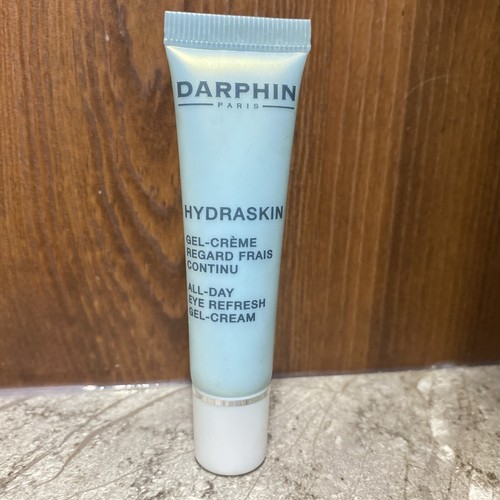 DARPHIN
PARIS
HYDRASKIN
GEL-CRÈME
REGARD FRAIS
CONTINU
ALL-DAY
EYE REFRESH
GEL-CREAM